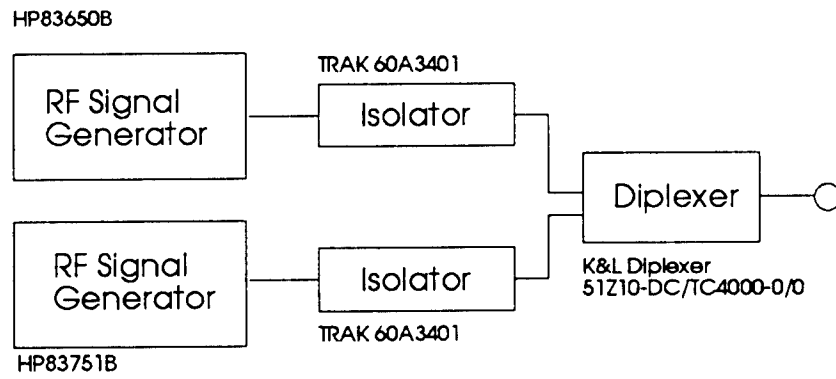 HP83650B
RF Signal
Generator
TRAK 60A3401
Isolator
Diplexer
K&L Diplexer
51Z10-DC/TC4000-0/0
RF Signal
Generator
Isolator
TRAK 60A3401
HP83751B